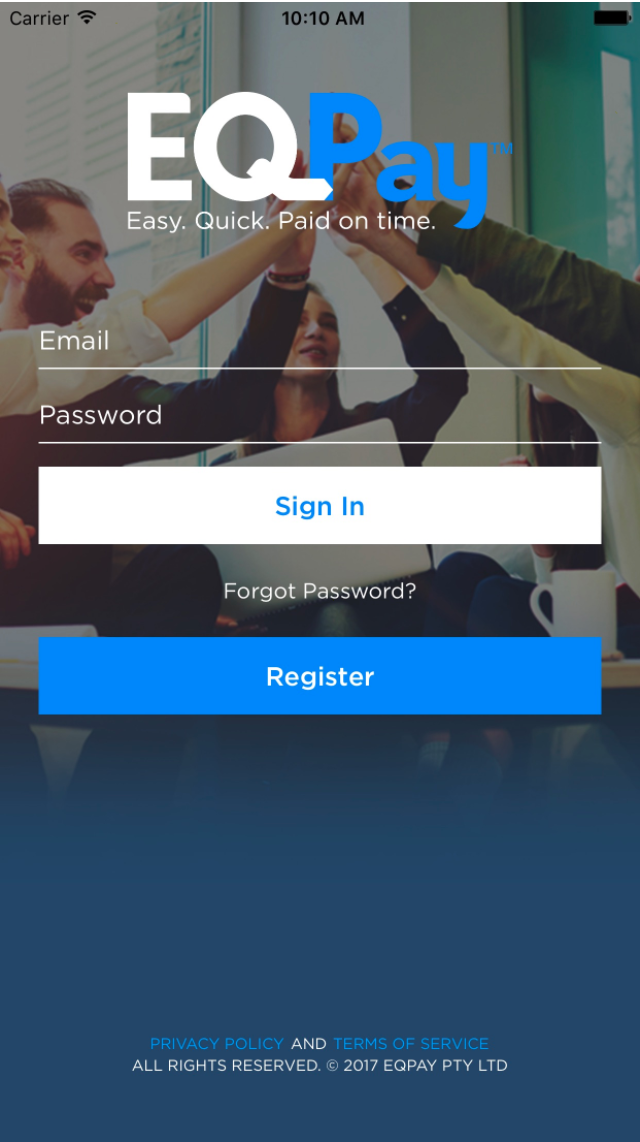 Carrier 10:10 AM
EQPay™
Easy. Quick. Paid on time.
Email
Password
Sign In
Forgot Password?
Register
PRIVACY POLICY AND TERMS OF SERVICE
ALL RIGHTS RESERVED. © 2017 EQPAY PTY LTD